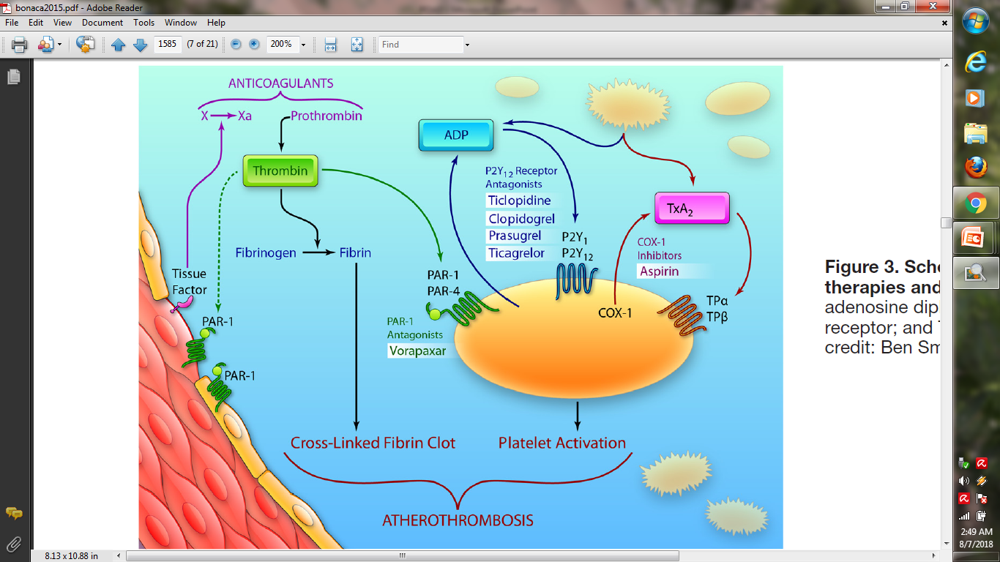 bonaca2015.pdf - Adobe Reader
File Edit View Document Tools Window Help
1585 (7 of 21) 200% Find
ANTICOAGULANTS
X Xa Prothrombin
Thrombin
Fibrinogen Fibrin
Tissue
Factor
PAR-1
PAR-1
ADP
P2Y12 Receptor
Antagonists
Ticlopidine
Clopidogrel
Prasugrel
Ticagrelor
P2Y1
P2Y12
TxA2
COX-1
Inhibitors
Aspirin
PAR-1
PAR-4
PAR-1
Antagonists
Vorapaxar
COX-1
TPα
TPβ
Cross-Linked Fibrin Clot
Platelet Activation
ATHEROTHROMBOSIS
Figure 3. Sch
therapies and
adenosine dip
receptor; and
credit: Ben Sm
8.13 x 10.88 in
2:49 AM
8/7/2018